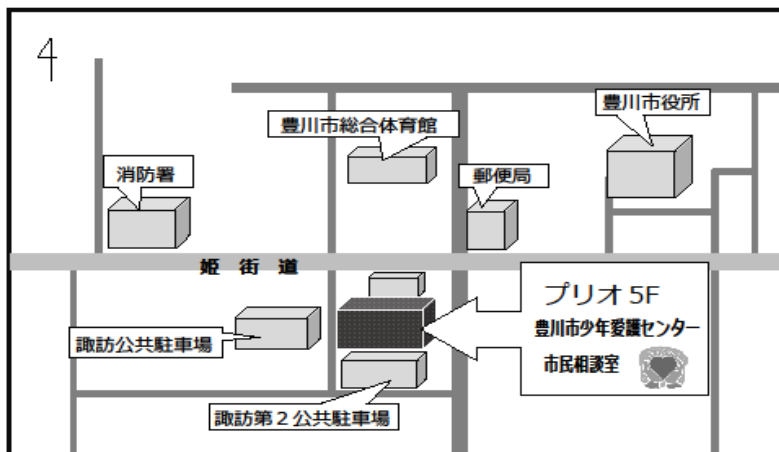 豊川市役所
豊川市総合体育館
消防署
郵便局
姫街道
プリオ5F
豊川市少年愛護センター
市民相談室
諏訪公共駐車場
諏訪第2公共駐車場